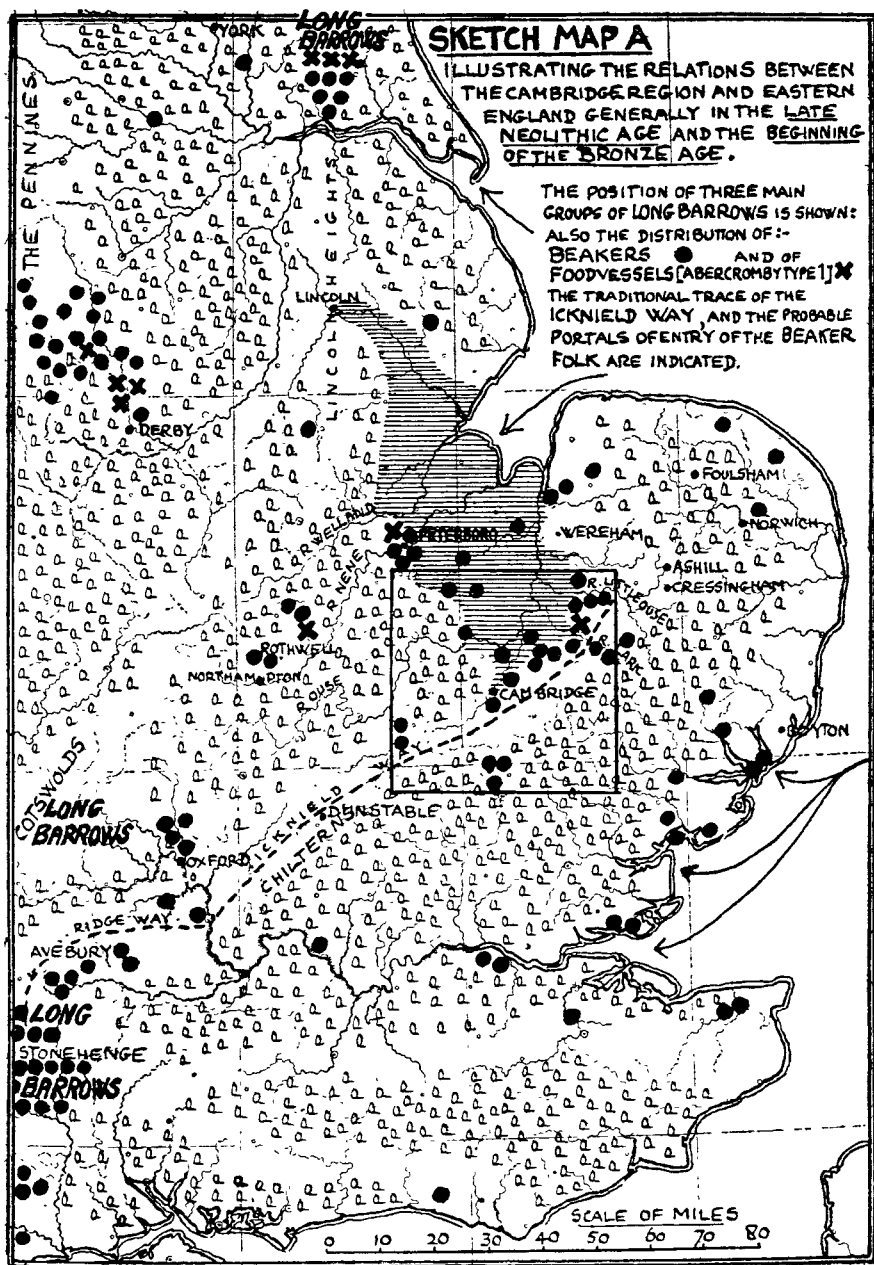 SKETCH MAP A
ILLUSTRATING THE RELATIONS BETWEEN
THE CAMBRIDGE REGION AND EASTERN
ENGLAND GENERALLY IN THE LATE
NEOLITHIC AGE AND THE BEGINNING
OF THE BRONZE AGE.
THE POSITION OF THREE MAIN
GROUPS OF LONG BARROWS IS SHOWN:
ALSO THE DISTRIBUTION OF:-
BEAKERS ● AND OF
FOODVESSELS [ABERCROMBY TYPE 1] ✖
THE TRADITIONAL TRACE OF THE
ICKNIELD WAY, AND THE PROBABLE
PORTALS OF ENTRY OF THE BEAKER
FOLK ARE INDICATED.
YORK
LONG
BARROWS
THE PENNINES
LINCOLN HEIGHTS
LINCOLN
DERBY
FOULSHAM
NORWICH
R. WELLAND
PETERBORO
WEREHAM
R. NENE
ASHILL
CRESSINGHAM
R. LITTLE OUSE
ROTHWELL
NORTHAMPTON
R. OUSE
R. LARK
CAMBRIDGE
BOYTON
COTSWOLDS
LONG
BARROWS
ICKNIELD WAY
DUNSTABLE
CHILTERN
OXFORD
RIDGE WAY
AVEBURY
LONG
STONEHENGE
BARROWS
SCALE OF MILES
0 20 30 50 60 80